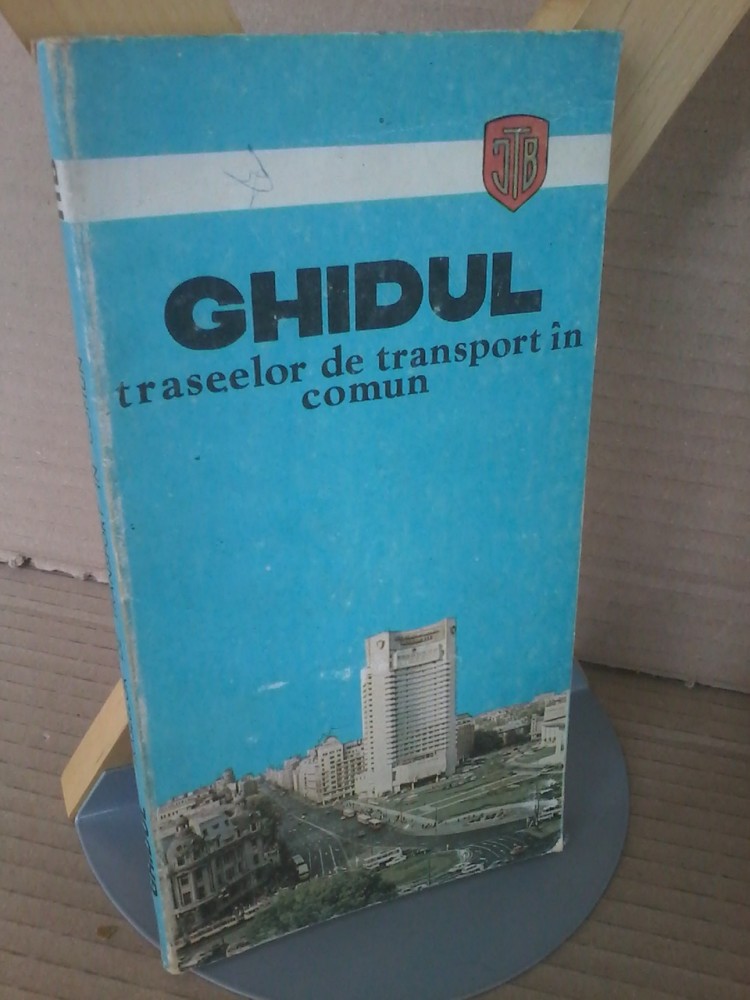 ITB
GHIDUL
traseelor de transport în
comun